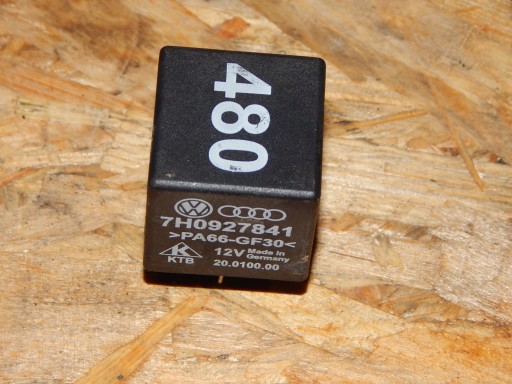 480
7H0927841
>PA66-GF30<
KTB
12V Made in Germany
20.0100.00